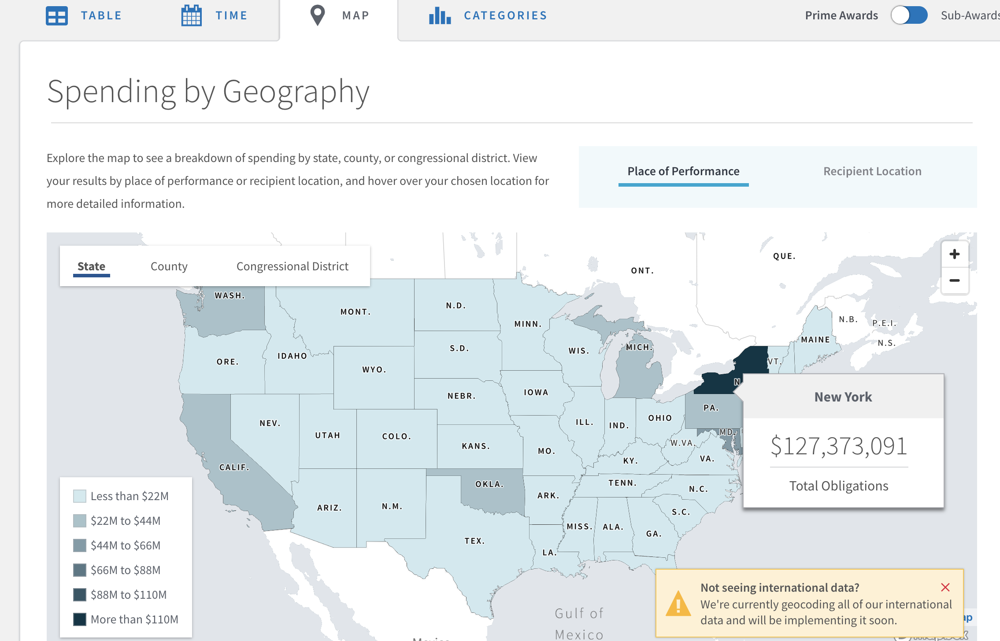 TABLE
TIME
MAP
CATEGORIES
Prime Awards
Sub-Awards
Spending by Geography
Explore the map to see a breakdown of spending by state, county, or congressional district. View
your results by place of performance or recipient location, and hover over your chosen location for
more detailed information.
Place of Performance
Recipient Location
State
County
Congressional District
+
−
QUE.
ONT.
WASH.
MONT.
N.D.
MINN.
N.B.
P.E.I.
MAINE
N.S.
S.D.
WIS.
MICH.
ORE.
IDAHO
WYO.
VT.
N
IOWA
NEBR.
New York
PA.
OHIO
NEV.
ILL.
IND.
UTAH
COLO.
MD.
W.VA.
KANS.
$127,373,091
MO.
KY.
VA.
CALIF.
OKLA.
TENN.
N.C.
Total Obligations
ARK.
ARIZ.
N.M.
S.C.
MISS.
ALA.
GA.
TEX.
LA.
Less than $22M
$22M to $44M
$44M to $66M
$66M to $88M
$88M to $110M
More than $110M
Gulf of
Mexico
Not seeing international data?
We're currently geocoding all of our international
data and will be implementing it soon.
ap